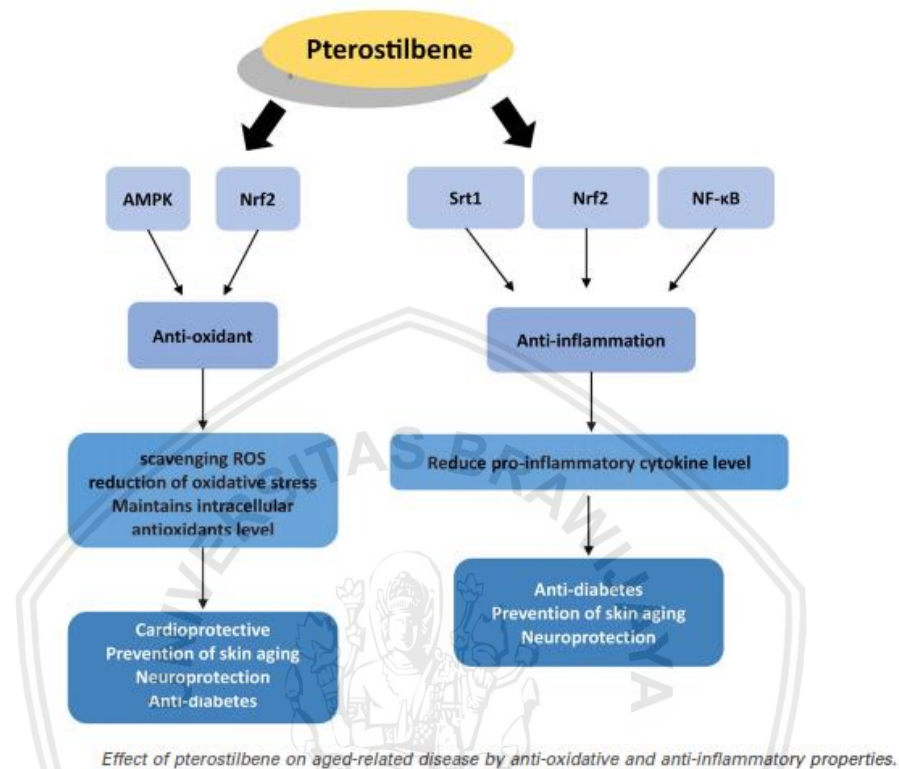 Pterostilbene
AMPK
Nrf2
Srt1
Nrf2
NF-κB
Anti-oxidant
Anti-inflammation
scavenging ROS
reduction of oxidative stress
Maintains intracellular
antioxidants level
Reduce pro-inflammatory cytokine level
Cardioprotective
Prevention of skin aging
Neuroprotection
Anti-diabetes
Anti-diabetes
Prevention of skin aging
Neuroprotection
UNIVERSITAS BRAWIJAYA
Effect of pterostilbene on aged-related disease by anti-oxidative and anti-inflammatory properties.